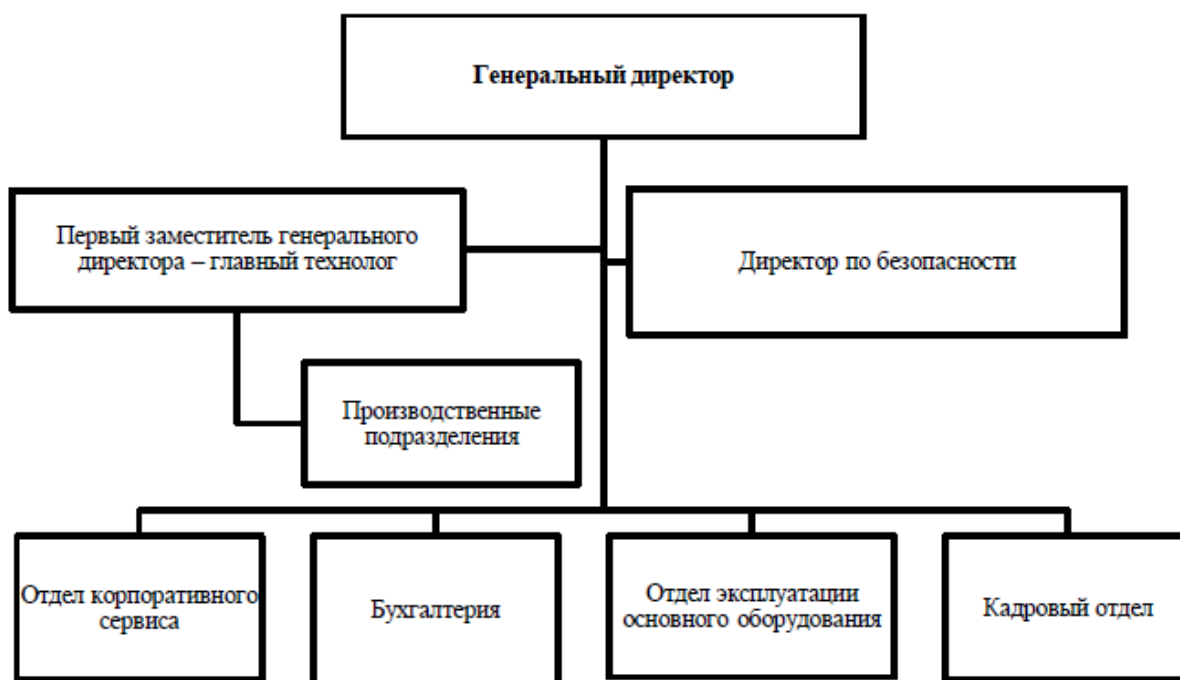 Генеральный директор
Первый заместитель генерального
директора – главный технолог
Директор по безопасности
Производственные
подразделения
Отдел корпоративного
сервиса
Бухгалтерия
Отдел эксплуатации
основного оборудования
Кадровый отдел